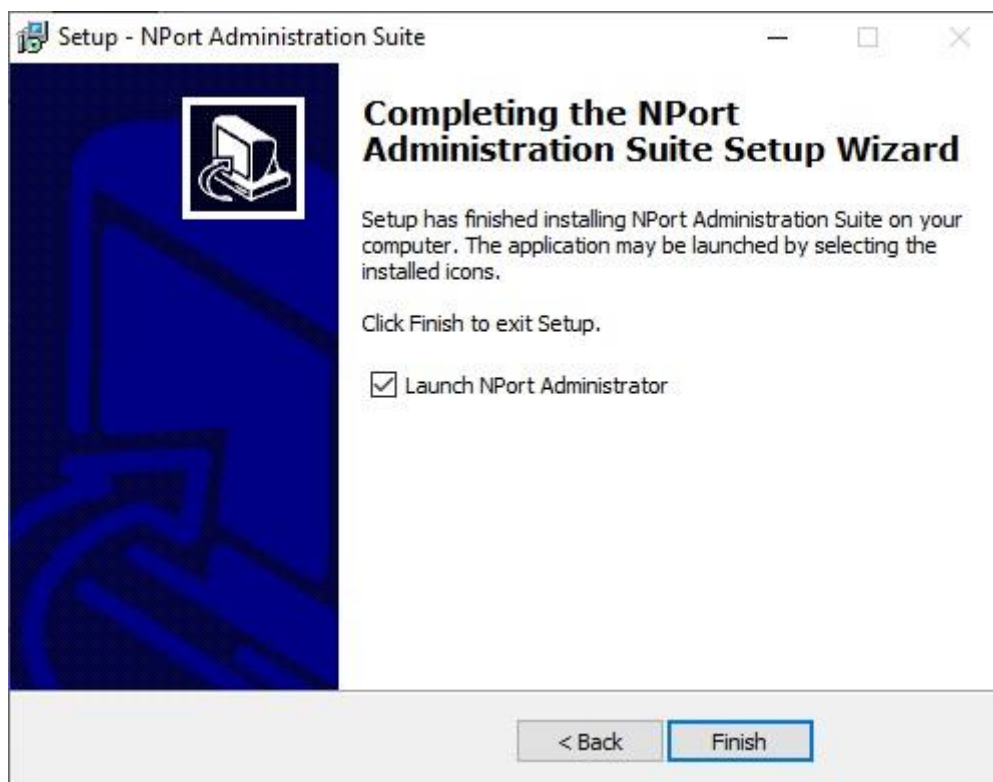 Setup - NPort Administration Suite
Completing the NPort
Administration Suite Setup Wizard
Setup has finished installing NPort Administration Suite on your
computer. The application may be launched by selecting the
installed icons.
Click Finish to exit Setup.
Launch NPort Administrator
< Back
Finish